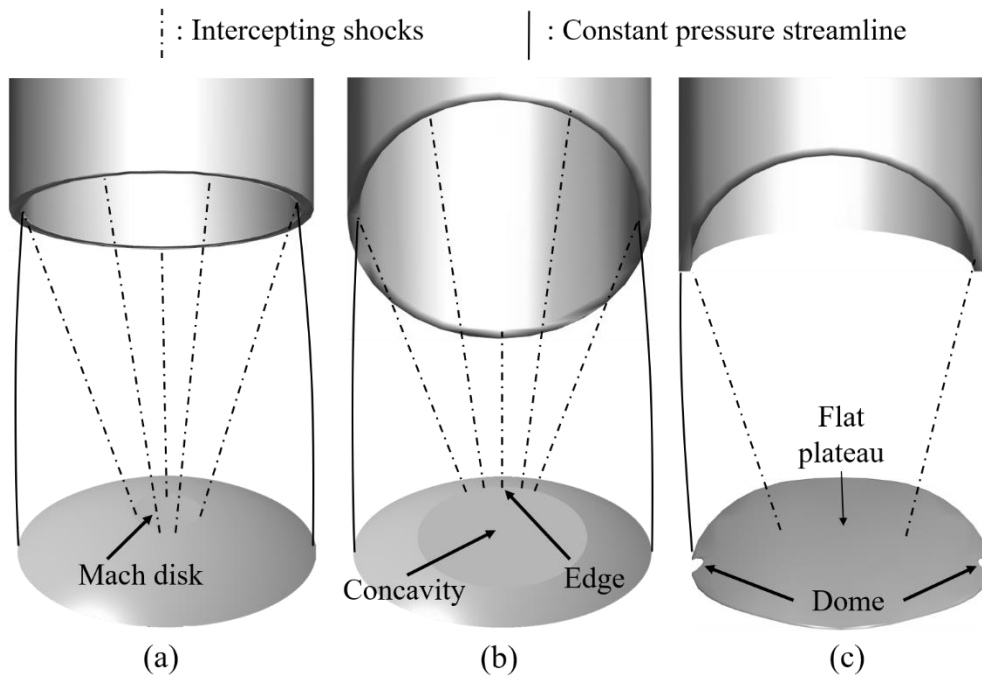 : Intercepting shocks
: Constant pressure streamline
Mach disk
(a)
Concavity
Edge
(b)
Flat
plateau
Dome
(c)